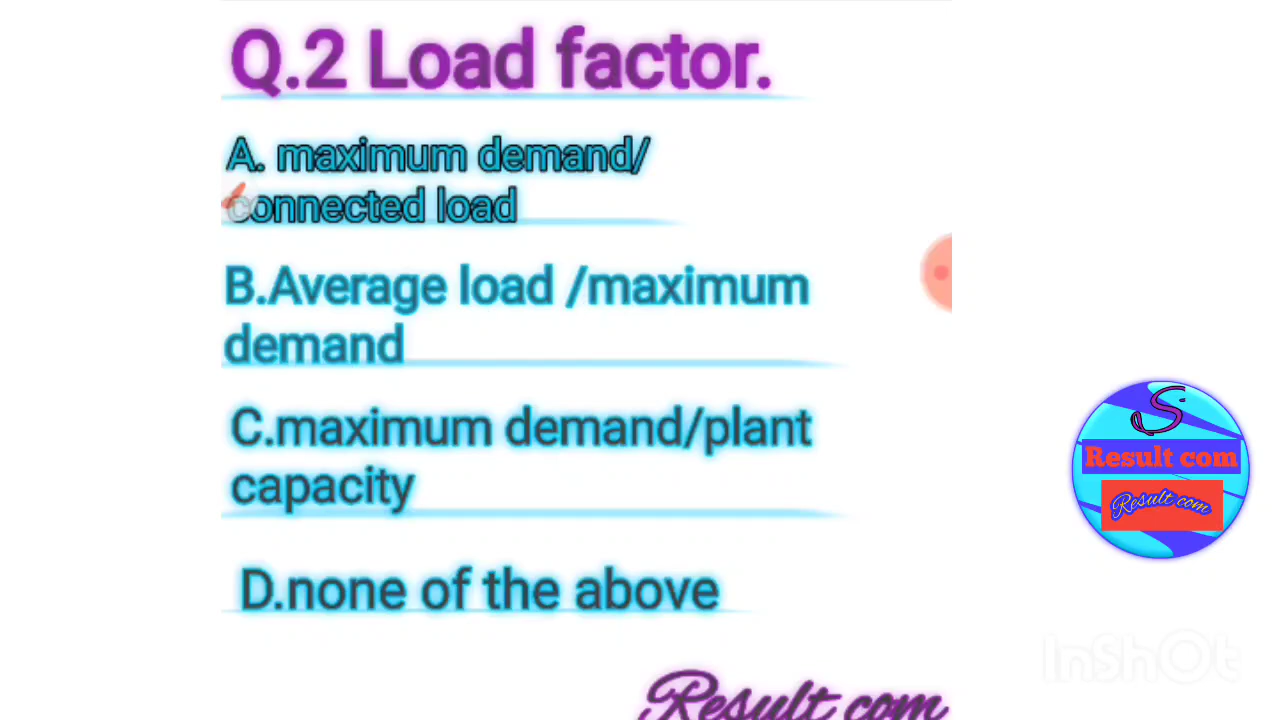 Q.2 Load factor.
A. maximum demand/
connected load
B.Average load /maximum
demand
C.maximum demand/plant
capacity
D.none of the above
S
Result com
Result com
InShOt
Result com